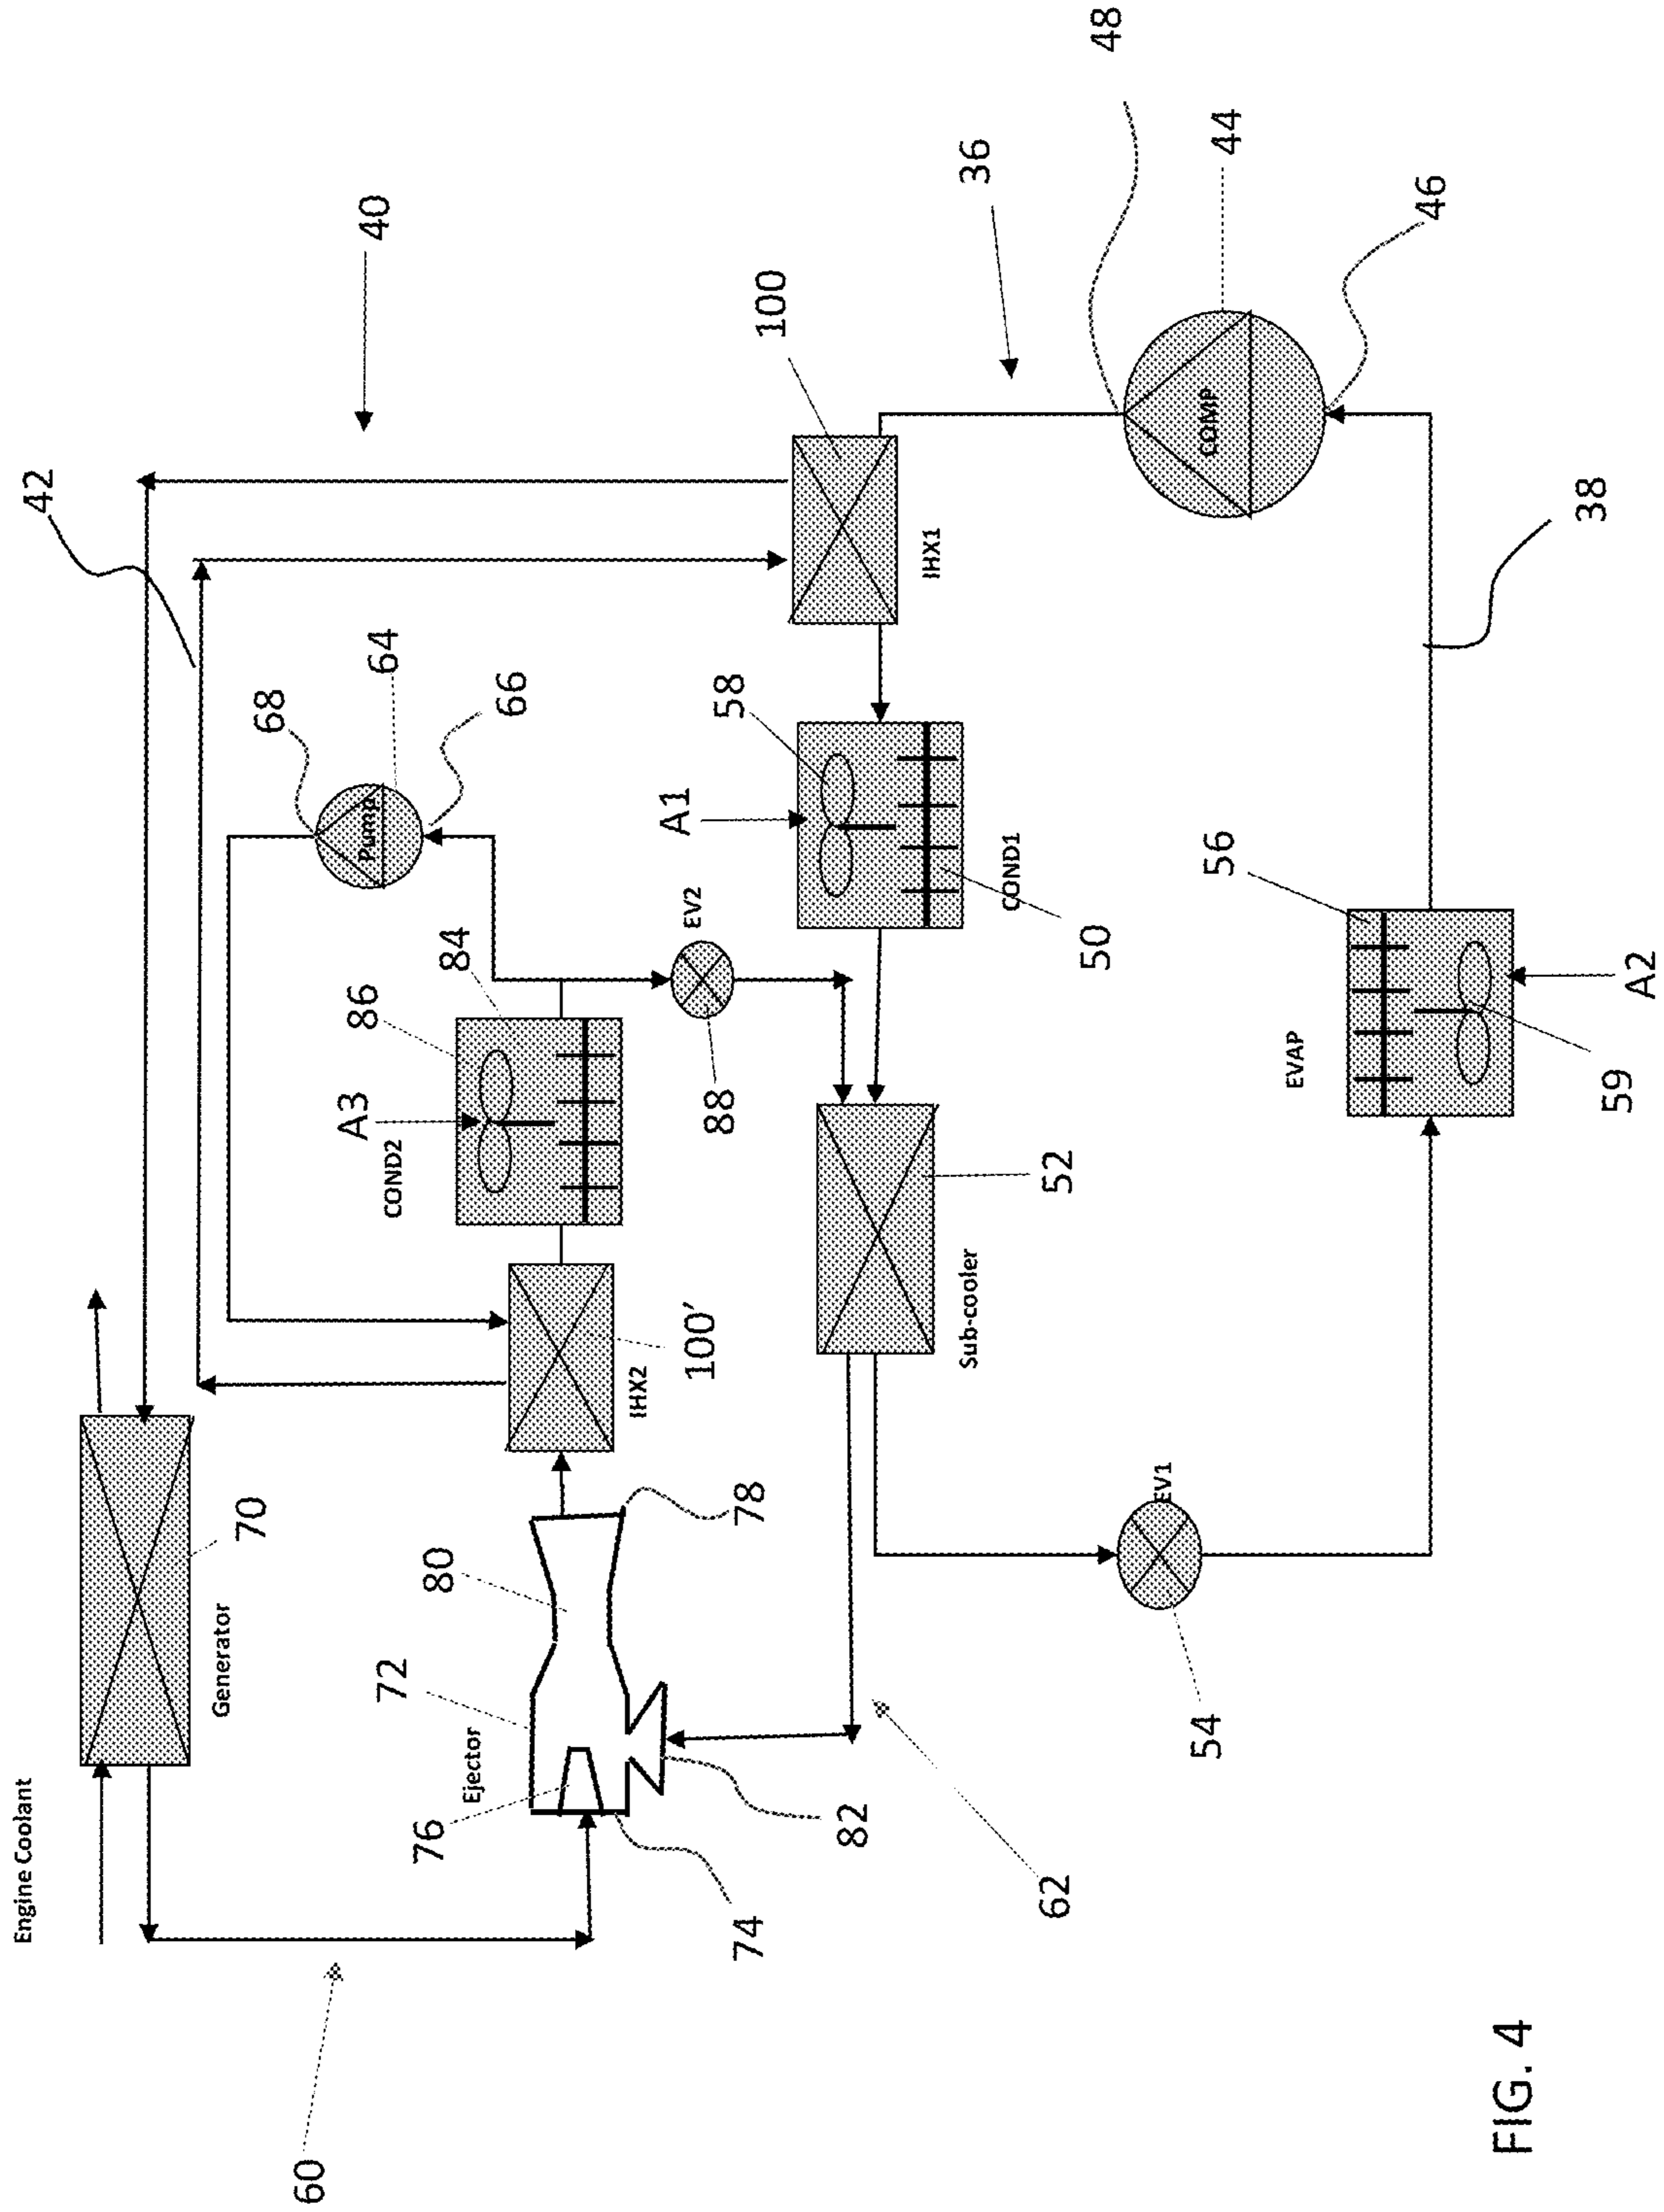 Engine Coolant
42
Generator
70
68
60
A3
86
Pump
40
64
COND2
72
76
80
84
Ejector
66
IHX2
A1
EV2
100'
88
58
74
78
100
82
IHX1
Sub-cooler
36
COND1
62
52
50
48
EV1
54
COMP
56
44
EVAP
46
FIG. 4
38
59
A2